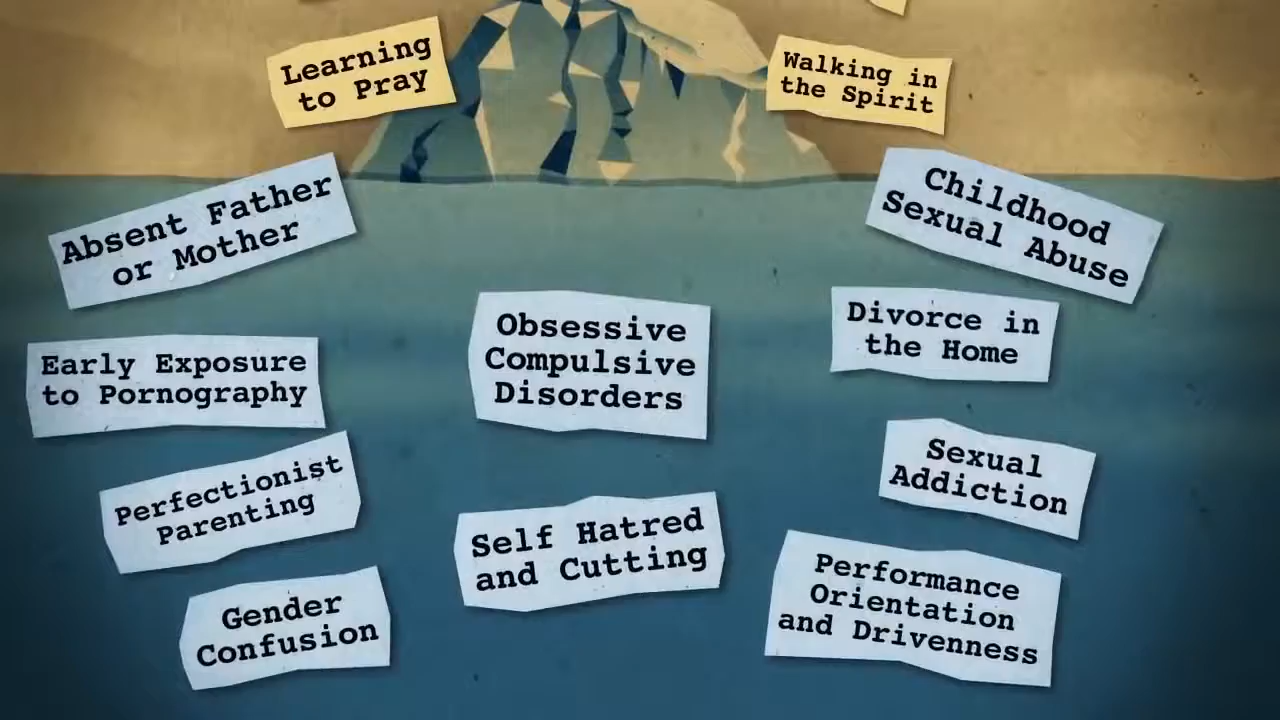 Learning
to Pray
Walking in
the Spirit
Absent Father
or Mother
Childhood
Sexual Abuse
Early Exposure
to Pornography
Obsessive
Compulsive
Disorders
Divorce in
the Home
Perfectionist
Parenting
Sexual
Addiction
Self Hatred
and Cutting
Gender
Confusion
Performance
Orientation
and Drivenness